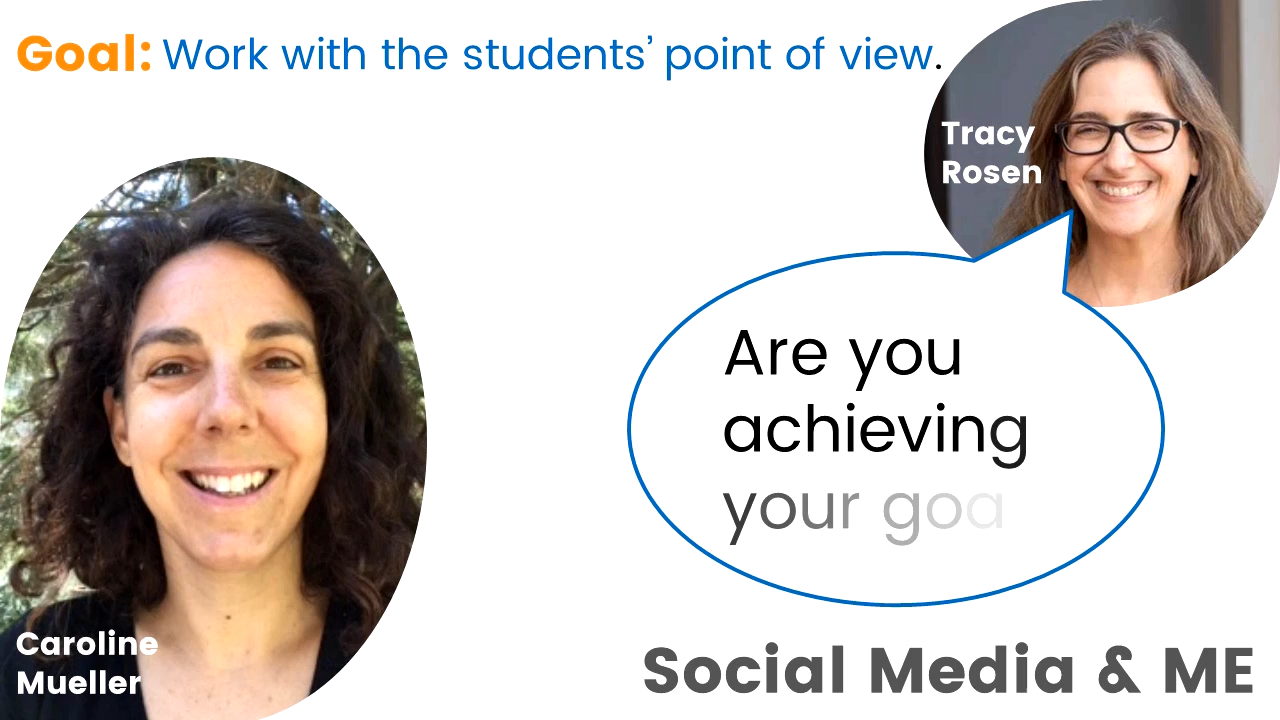 Goal: Work with the students’ point of view.
Tracy
Rosen
Are you
achieving
your goa
Caroline
Mueller
Social Media & ME